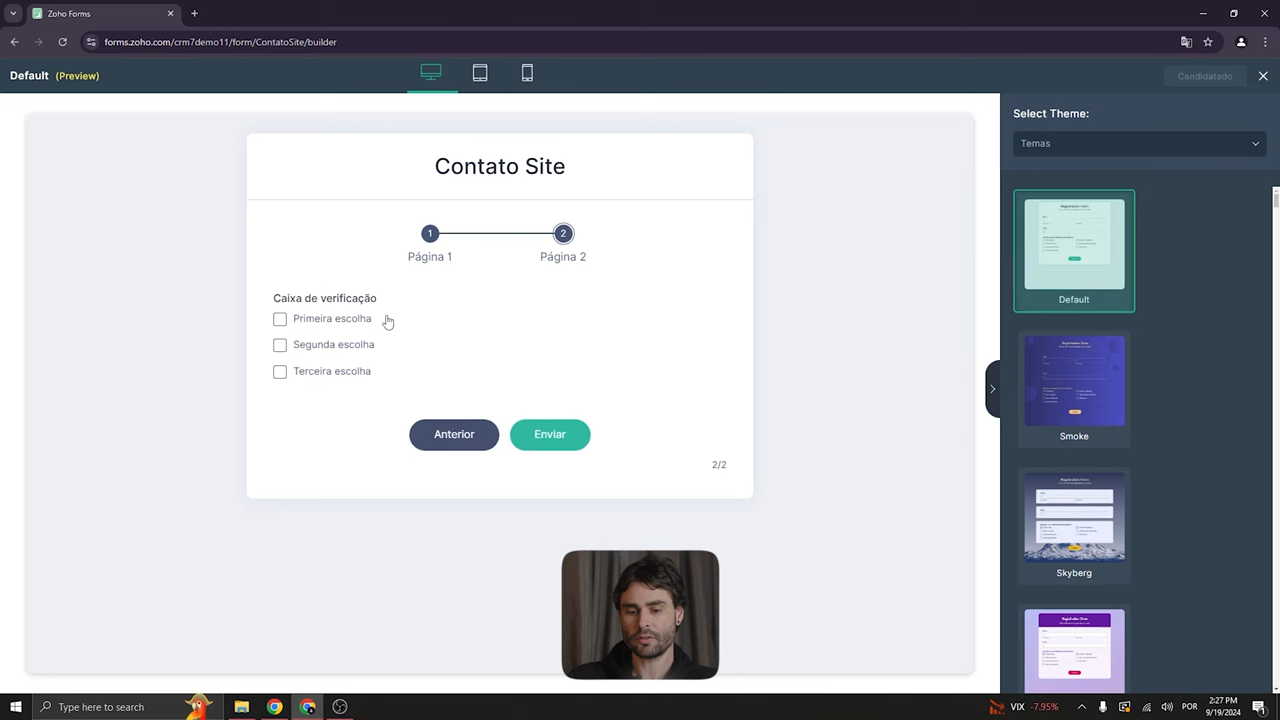 Zoho Forms
forms.zoho.com/crm7demo11/form/ContatoSite/builder
Default (Preview)
Candidatado
Select Theme:
Temas
Contato Site
1
2
Página 1
Página 2
Caixa de verificação
Primeira escolha
Segunda escolha
Terceira escolha
Anterior
Enviar
2/2
Default
Smoke
Skyberg
Type here to search
VIX -7.95%
POR
2:27 PM
9/19/2024